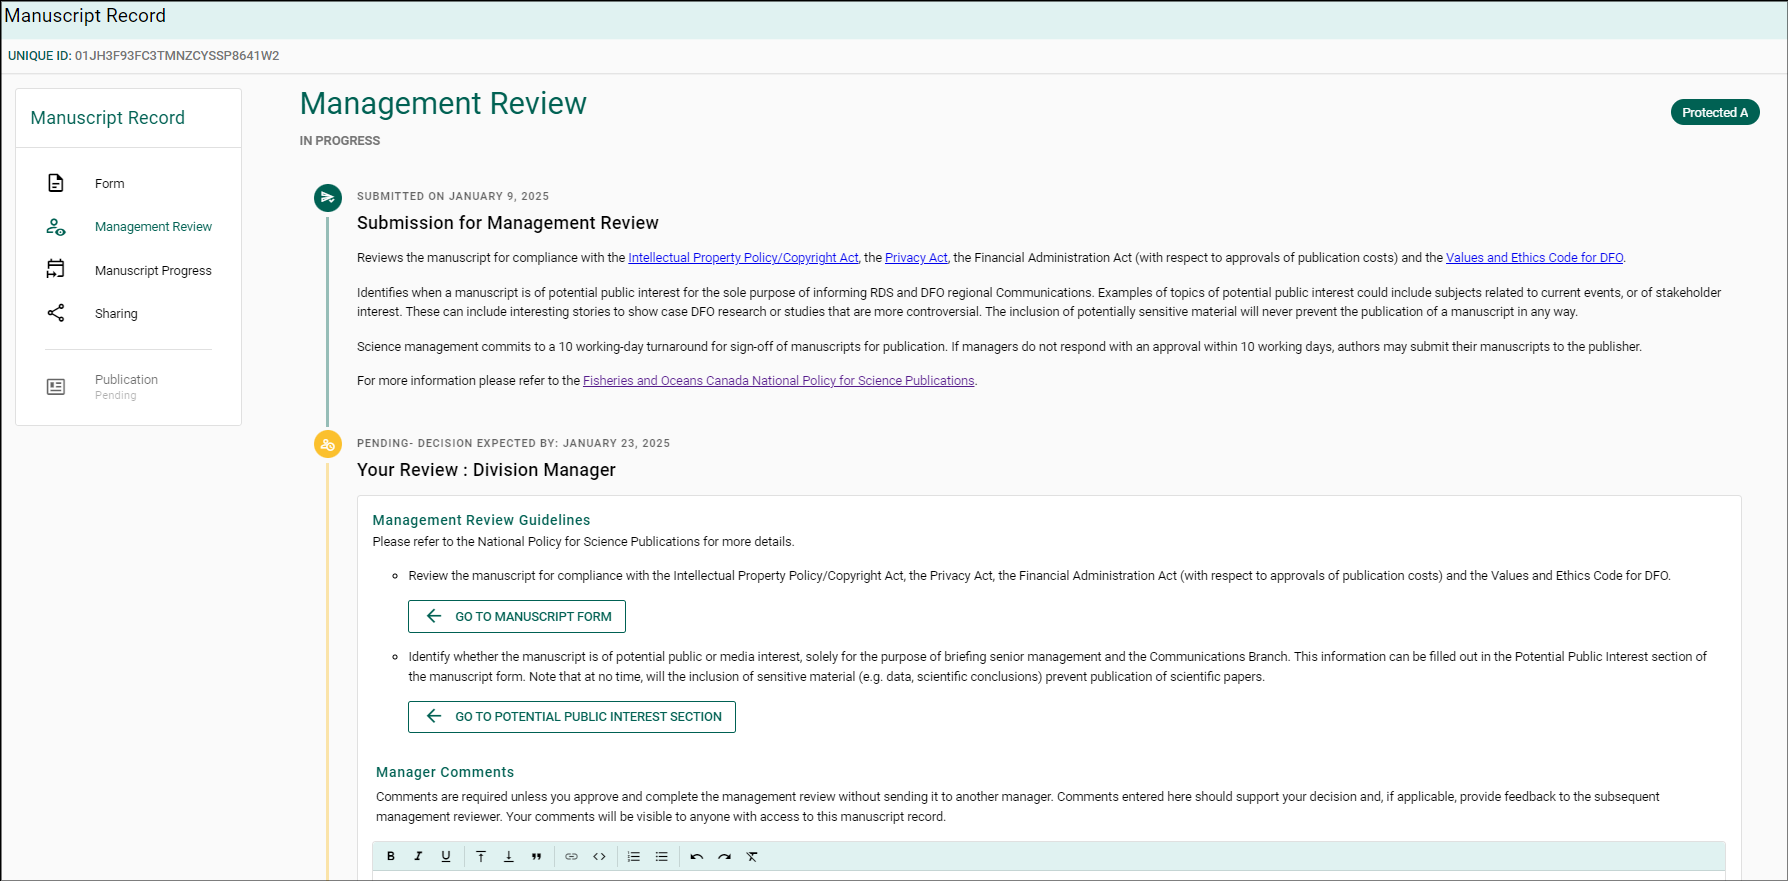 Manuscript Record
UNIQUE ID: 01JH3F93FC3TMNZCYSSP8641W2
Manuscript Record
Form
Management Review
Manuscript Progress
Sharing
Publication
Pending
Management Review
Protected A
IN PROGRESS
SUBMITTED ON JANUARY 9, 2025
Submission for Management Review
Reviews the manuscript for compliance with the Intellectual Property Policy/Copyright Act, the Privacy Act, the Financial Administration Act (with respect to approvals of publication costs) and the Values and Ethics Code for DFO.
Identifies when a manuscript is of potential public interest for the sole purpose of informing RDS and DFO regional Communications. Examples of topics of potential public interest could include subjects related to current events, or of stakeholder
interest. These can include interesting stories to show case DFO research or studies that are more controversial. The inclusion of potentially sensitive material will never prevent the publication of a manuscript in any way.
Science management commits to a 10 working-day turnaround for sign-off of manuscripts for publication. If managers do not respond with an approval within 10 working days, authors may submit their manuscripts to the publisher.
For more information please refer to the Fisheries and Oceans Canada National Policy for Science Publications.
PENDING- DECISION EXPECTED BY: JANUARY 23, 2025
Your Review : Division Manager
Management Review Guidelines
Please refer to the National Policy for Science Publications for more details.
Review the manuscript for compliance with the Intellectual Property Policy/Copyright Act, the Privacy Act, the Financial Administration Act (with respect to approvals of publication costs) and the Values and Ethics Code for DFO.
GO TO MANUSCRIPT FORM
Identify whether the manuscript is of potential public or media interest, solely for the purpose of briefing senior management and the Communications Branch. This information can be filled out in the Potential Public Interest section of
the manuscript form. Note that at no time, will the inclusion of sensitive material (e.g. data, scientific conclusions) prevent publication of scientific papers.
GO TO POTENTIAL PUBLIC INTEREST SECTION
Manager Comments
Comments are required unless you approve and complete the management review without sending it to another manager. Comments entered here should support your decision and, if applicable, provide feedback to the subsequent
management reviewer. Your comments will be visible to anyone with access to this manuscript record.
B I U